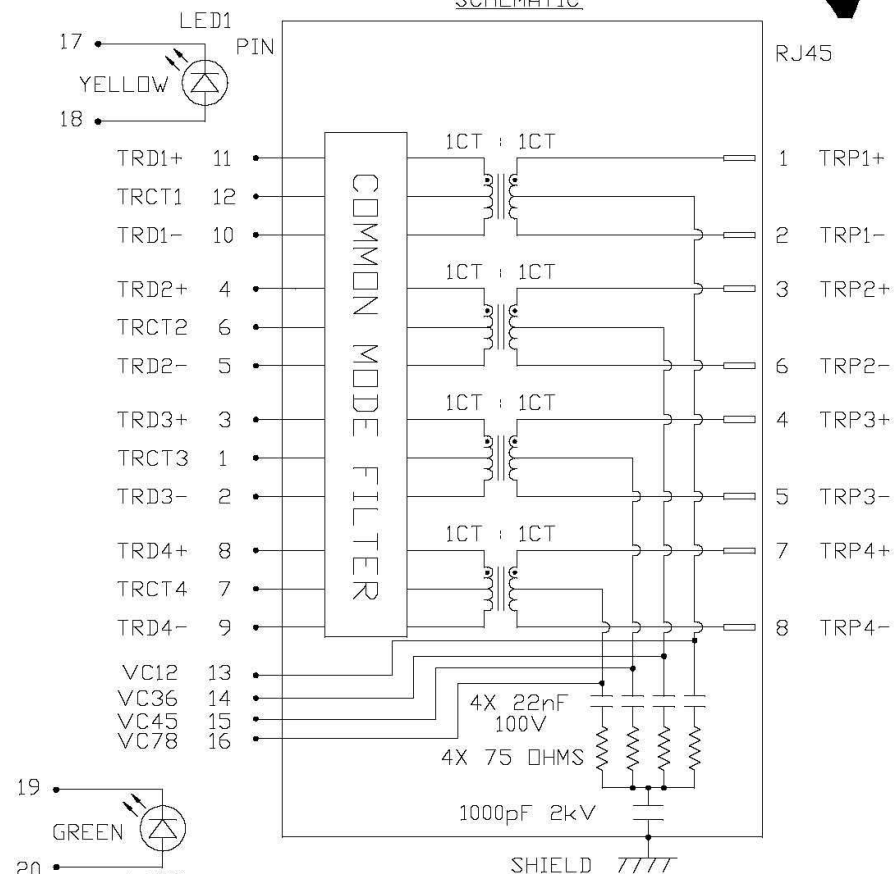 SCHEMATIC
LED1
17
PIN
RJ45
YELLOW
18
1CT : 1CT
TRD1+ 11
1 TRP1+
TRCT1 12
TRD1- 10
2 TRP1-
1CT : 1CT
TRD2+ 4
3 TRP2+
TRCT2 6
TRD2- 5
6 TRP2-
1CT : 1CT
TRD3+ 3
4 TRP3+
TRCT3 1
TRD3- 2
5 TRP3-
1CT : 1CT
TRD4+ 8
7 TRP4+
TRCT4 7
TRD4- 9
8 TRP4-
COMMON MODE FILTER
VC12 13
VC36 14
VC45 15
VC78 16
4X 22nF
100V
4X 75 OHMS
19
1000pF 2kV
GREEN
20
SHIELD